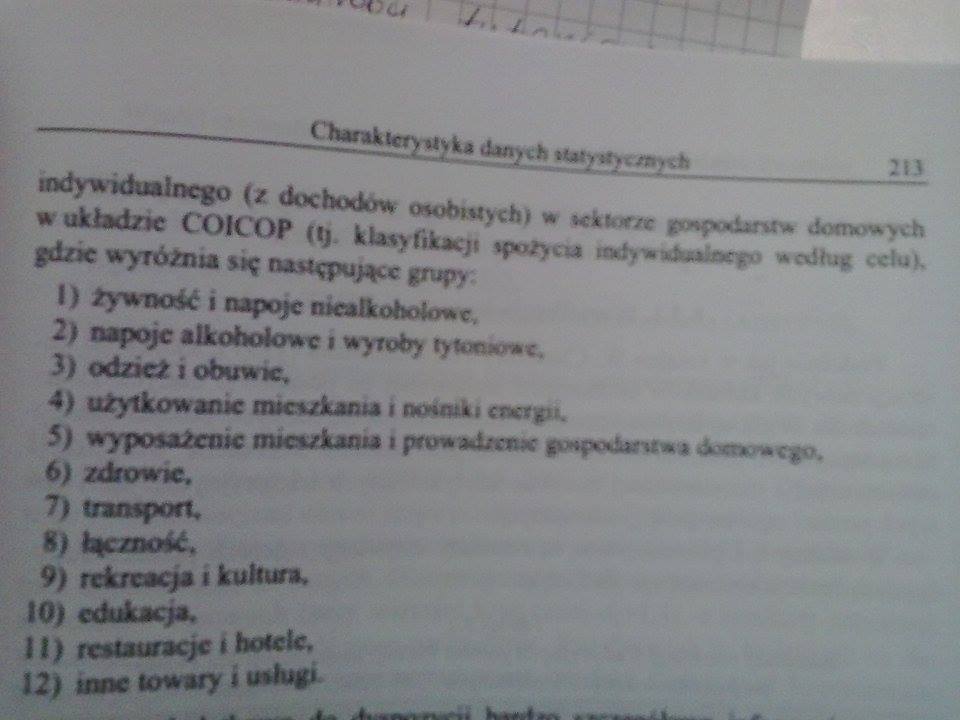 Charakterystyka danych statystycznych 213
indywidualnego (z dochodów osobistych) w sektorze gospodarstw domowych
w układzie COICOP (tj. klasyfikacji spożycia indywidualnego według celu),
gdzie wyróżnia się następujące grupy:
1) żywność i napoje niealkoholowe,
2) napoje alkoholowe i wyroby tytoniowe,
3) odzież i obuwie,
4) użytkowanie mieszkania i nośniki energii,
5) wyposażenie mieszkania i prowadzenie gospodarstwa domowego,
6) zdrowie,
7) transport,
8) łączność,
9) rekreacja i kultura,
10) edukacja,
11) restauracje i hotele,
12) inne towary i usługi.
do dyspozycji bardzo